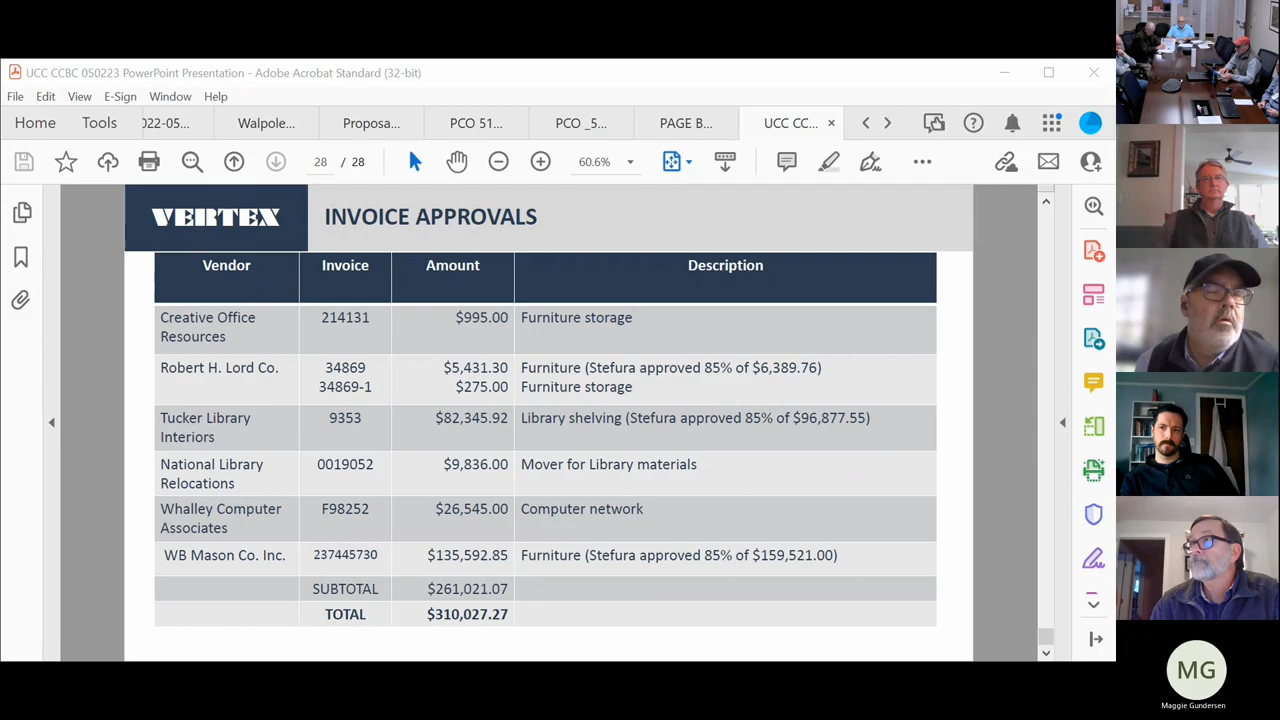 UCC CCBC 050223 PowerPoint Presentation - Adobe Acrobat Standard (32-bit)
File Edit View E-Sign Window Help
Home Tools 022-05... Walpole... Proposa... PCO 51... PCO _5... PAGE B... UCC CC...
28 / 28 60.6%
VERTEX INVOICE APPROVALS
Vendor Invoice Amount Description
Creative Office Resources 214131 $995.00 Furniture storage
Robert H. Lord Co. 34869 $5,431.30 Furniture (Stefura approved 85% of $6,389.76)
34869-1 $275.00 Furniture storage
Tucker Library Interiors 9353 $82,345.92 Library shelving (Stefura approved 85% of $96,877.55)
National Library Relocations 0019052 $9,836.00 Mover for Library materials
Whalley Computer Associates F98252 $26,545.00 Computer network
WB Mason Co. Inc. 237445730 $135,592.85 Furniture (Stefura approved 85% of $159,521.00)
SUBTOTAL $261,021.07
TOTAL $310,027.27
MG
Maggie Gundersen